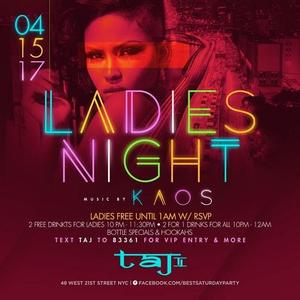 04
15
17
LADIES
NIGHT
MUSIC BY KAOS
LADIES FREE UNTIL 1AM W/ RSVP
2 FREE DRINKTS FOR LADIES 10 PM - 11:30PM • 2 FOR 1 DRINKS FOR ALL 10PM - 12AM
BOTTLE SPECIALS & HOOKAHS
TEXT TAJ TO 83361 FOR VIP ENTRY & MORE
TAJ II
48 WEST 21ST STREET NYC | FACEBOOK.COM/BESTSATURDAYPARTY